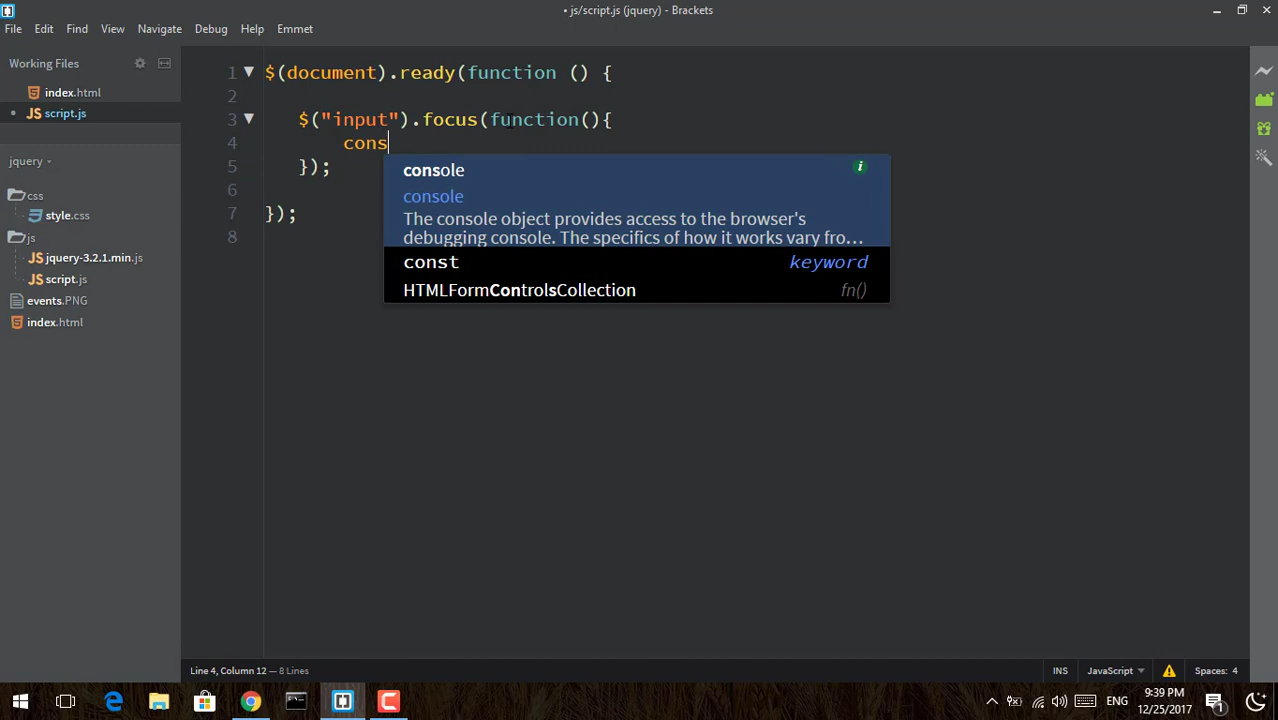 • js/script.js (jquery) - Brackets
File Edit Find View Navigate Debug Help Emmet
Working Files
index.html
• JS script.js
jquery
css
style.css
js
JS jquery-3.2.1.min.js
JS script.js
events.PNG
index.html
1 $(document).ready(function () {
2
3 $("input").focus(function(){
4 cons
5 });
6
7 });
8
console
console
The console object provides access to the browser's
debugging console. The specifics of how it works vary fro…
const keyword
HTMLFormControlsCollection fn()
Line 4, Column 12 — 8 Lines
INS JavaScript Spaces: 4
ENG
9:39 PM
12/25/2017
1